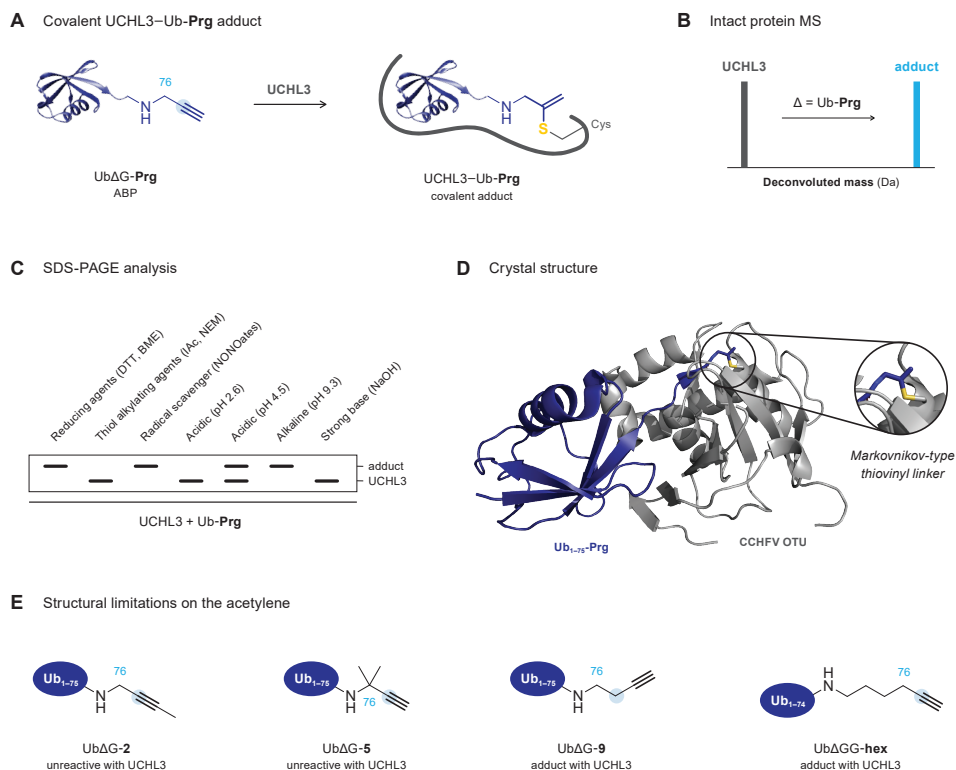 A Covalent UCHL3–Ub-Prg adduct
76
N
H
UCHL3
N
H
S
Cys
UbΔG-Prg
ABP
UCHL3–Ub-Prg
covalent adduct
B Intact protein MS
UCHL3
adduct
Δ = Ub-Prg
Deconvoluted mass (Da)
C SDS-PAGE analysis
Reducing agents (DTT, BME)
Thiol alkylating agents (IAc, NEM)
Radical scavenger (NONOates)
Acidic (pH 2.6)
Acidic (pH 4.5)
Alkaline (pH 9.3)
Strong base (NaOH)
adduct
UCHL3
UCHL3 + Ub-Prg
D Crystal structure
Markovnikov-type
thiovinyl linker
Ub1–75-Prg
CCHFV OTU
E Structural limitations on the acetylene
Ub1–75
N
H
76
UbΔG-2
unreactive with UCHL3
Ub1–75
N
H
76
UbΔG-5
unreactive with UCHL3
Ub1–75
N
H
76
UbΔG-9
adduct with UCHL3
Ub1–74
H
N
76
UbΔGG-hex
adduct with UCHL3